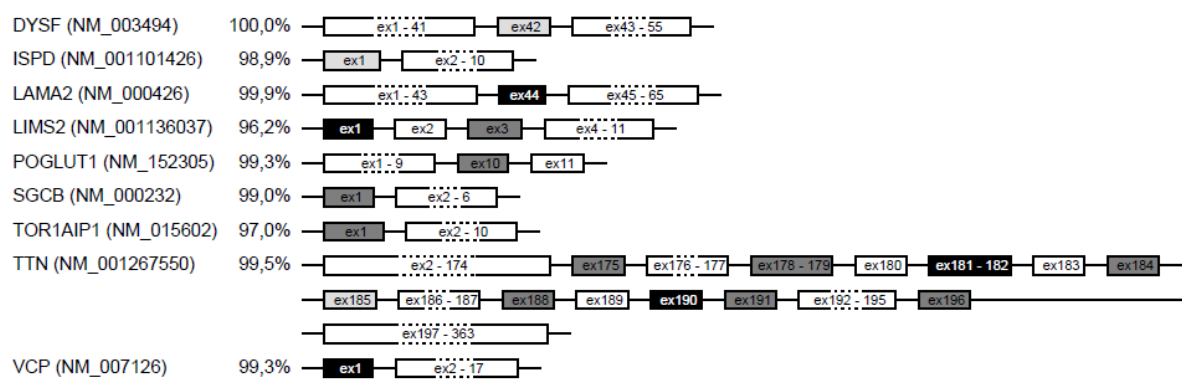 DYSF (NM_003494) 100,0% ex1 - 41 ex42 ex43 - 55
ISPD (NM_001101426) 98,9% ex1 ex2 - 10
LAMA2 (NM_000426) 99,9% ex1 - 43 ex44 ex45 - 65
LIMS2 (NM_001136037) 96,2% ex1 ex2 ex3 ex4 - 11
POGLUT1 (NM_152305) 99,3% ex1 - 9 ex10 ex11
SGCB (NM_000232) 99,0% ex1 ex2 - 6
TOR1AIP1 (NM_015602) 97,0% ex1 ex2 - 10
TTN (NM_001267550) 99,5% ex2 - 174 ex175 ex176 - 177 ex178 - 179 ex180 ex181 - 182 ex183 ex184
ex185 ex186 - 187 ex188 ex189 ex190 ex191 ex192 - 195 ex196
ex197 - 363
VCP (NM_007126) 99,3% ex1 ex2 - 17